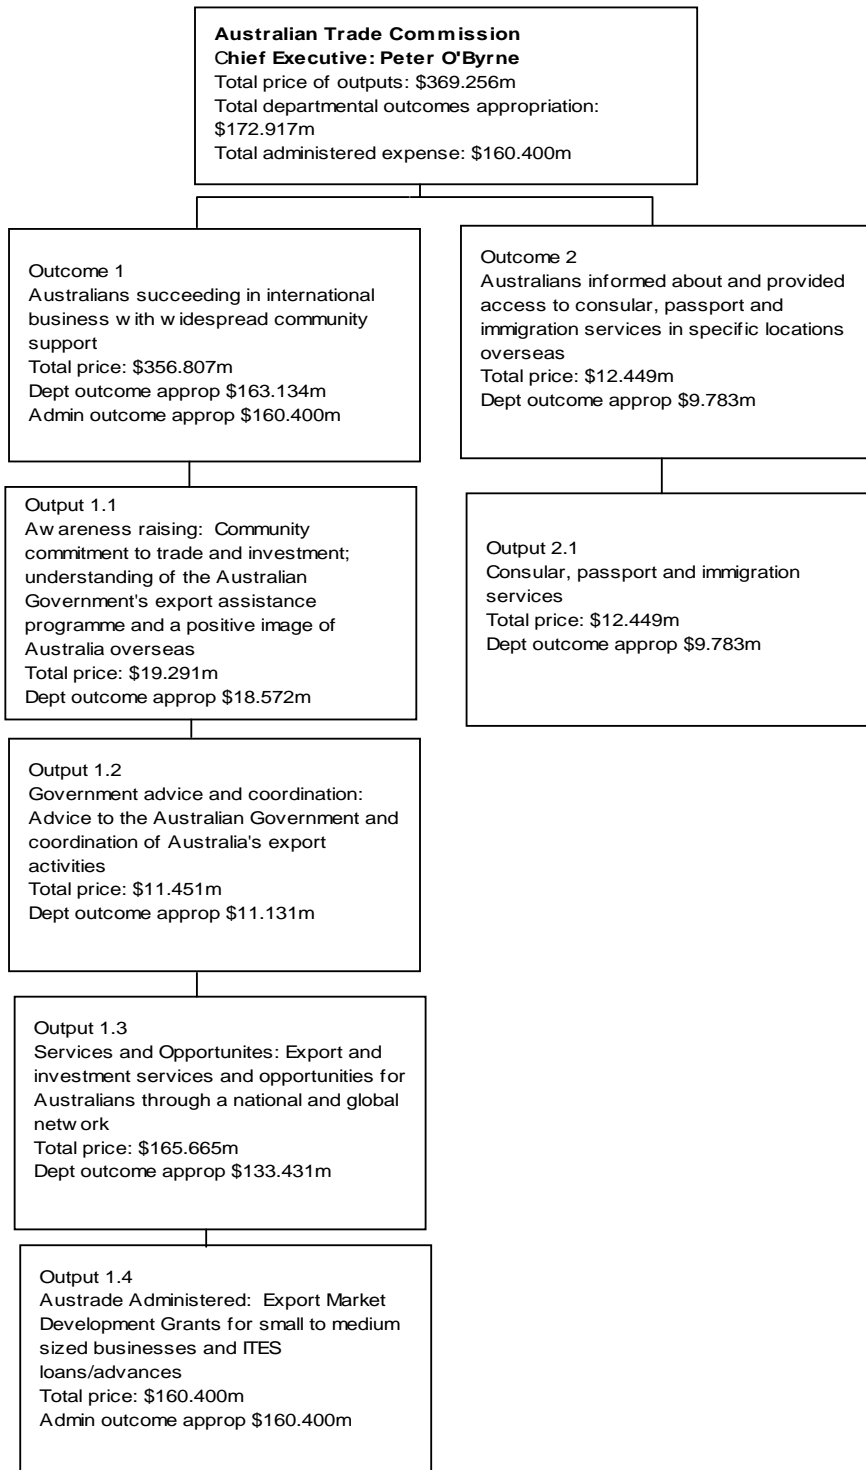 Australian Trade Commission
Chief Executive: Peter O'Byrne
Total price of outputs: $369.256m
Total departmental outcomes appropriation:
$172.917m
Total administered expense: $160.400m
Outcome 1
Australians succeeding in international
business with widespread community
support
Total price: $356.807m
Dept outcome approp $163.134m
Admin outcome approp $160.400m
Outcome 2
Australians informed about and provided
access to consular, passport and
immigration services in specific locations
overseas
Total price: $12.449m
Dept outcome approp $9.783m
Output 1.1
Awareness raising: Community
commitment to trade and investment;
understanding of the Australian
Government's export assistance
programme and a positive image of
Australia overseas
Total price: $19.291m
Dept outcome approp $18.572m
Output 2.1
Consular, passport and immigration
services
Total price: $12.449m
Dept outcome approp $9.783m
Output 1.2
Government advice and coordination:
Advice to the Australian Government and
coordination of Australia's export
activities
Total price: $11.451m
Dept outcome approp $11.131m
Output 1.3
Services and Opportunites: Export and
investment services and opportunities for
Australians through a national and global
network
Total price: $165.665m
Dept outcome approp $133.431m
Output 1.4
Austrade Administered: Export Market
Development Grants for small to medium
sized businesses and ITES
loans/advances
Total price: $160.400m
Admin outcome approp $160.400m